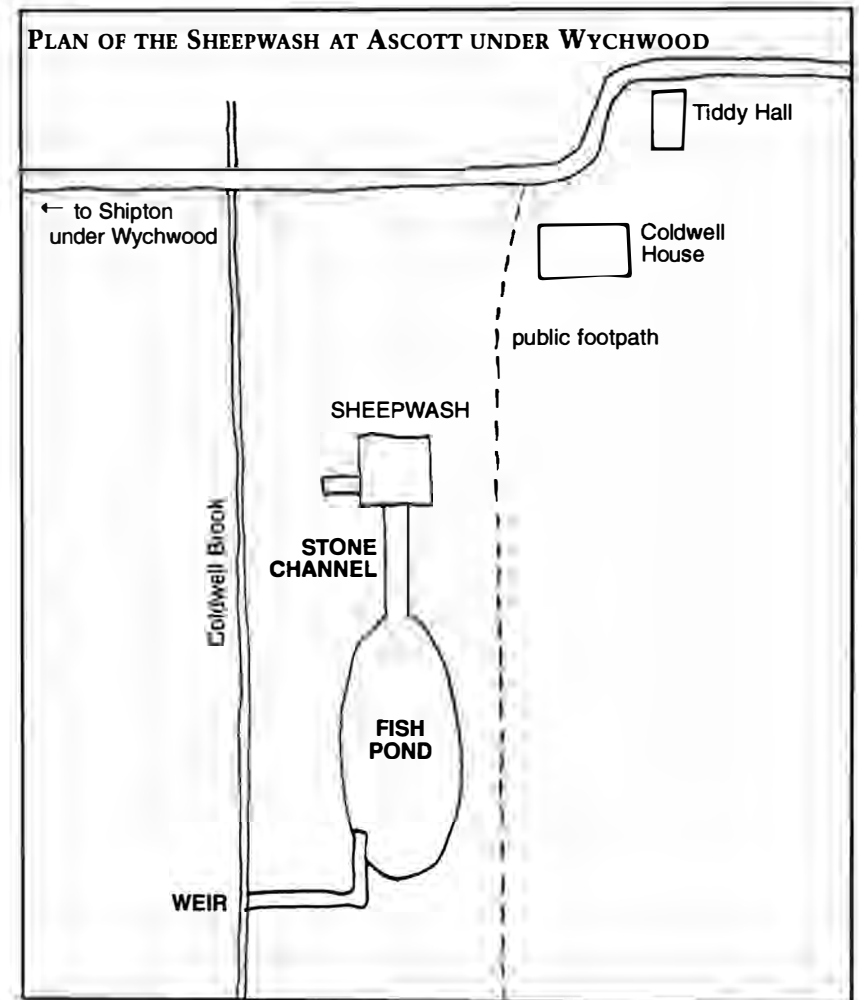 PLAN OF THE SHEEPWASH AT ASCOTT UNDER WYCHWOOD
Tiddy Hall
← to Shipton
under Wychwood
Coldwell
House
public footpath
SHEEPWASH
Coldwell Brook
STONE
CHANNEL
FISH
POND
WEIR